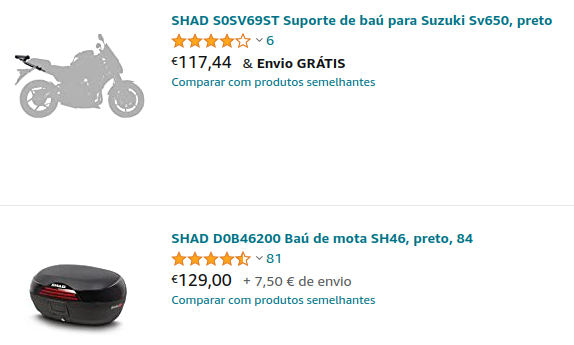 SHAD S0SV69ST Suporte de baú para Suzuki Sv650, preto
6
€117,44 & Envio GRÁTIS
Comparar com produtos semelhantes
SHAD D0B46200 Baú de mota SH46, preto, 84
81
€129,00 + 7,50 € de envio
Comparar com produtos semelhantes
SHAD